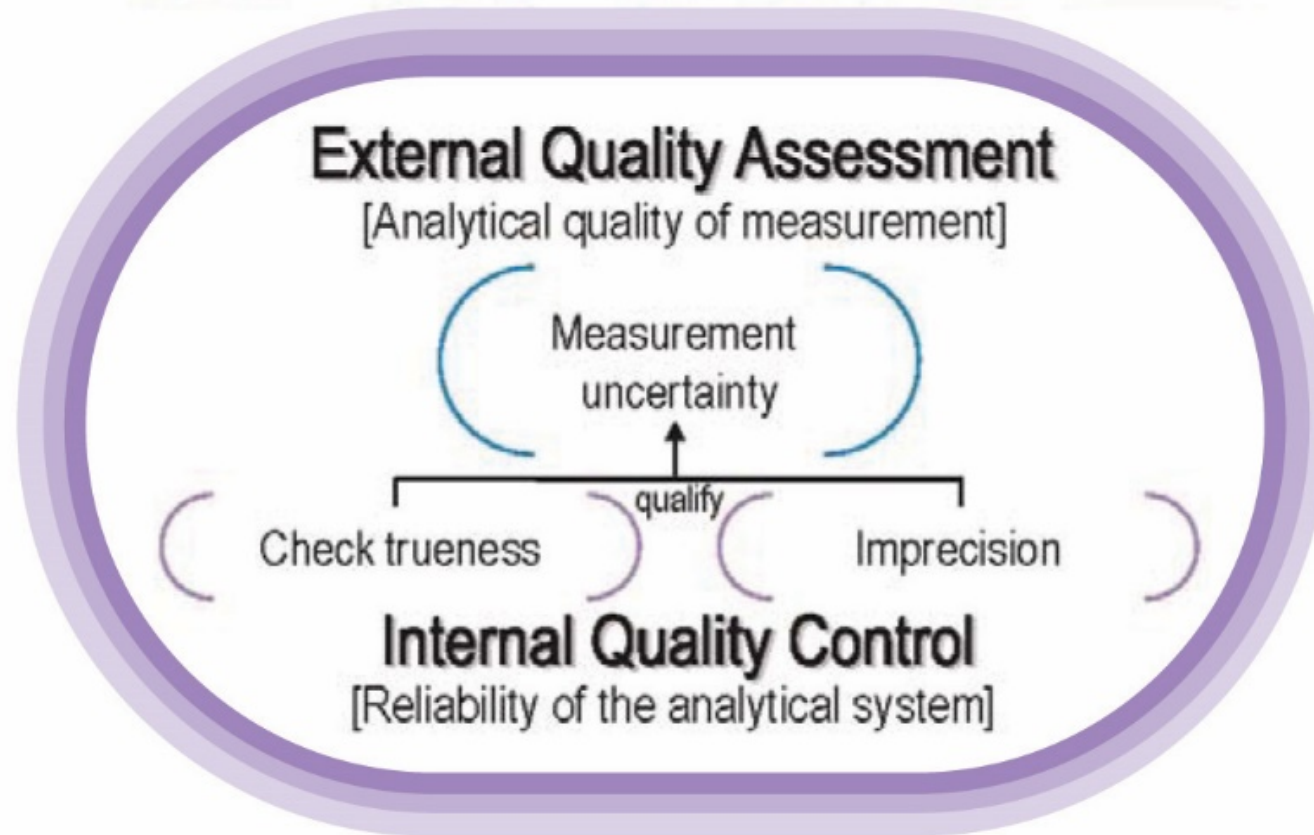 External Quality Assessment
[Analytical quality of measurement]
Measurement
uncertainty
qualify
Check trueness
Imprecision
Internal Quality Control
[Reliability of the analytical system]